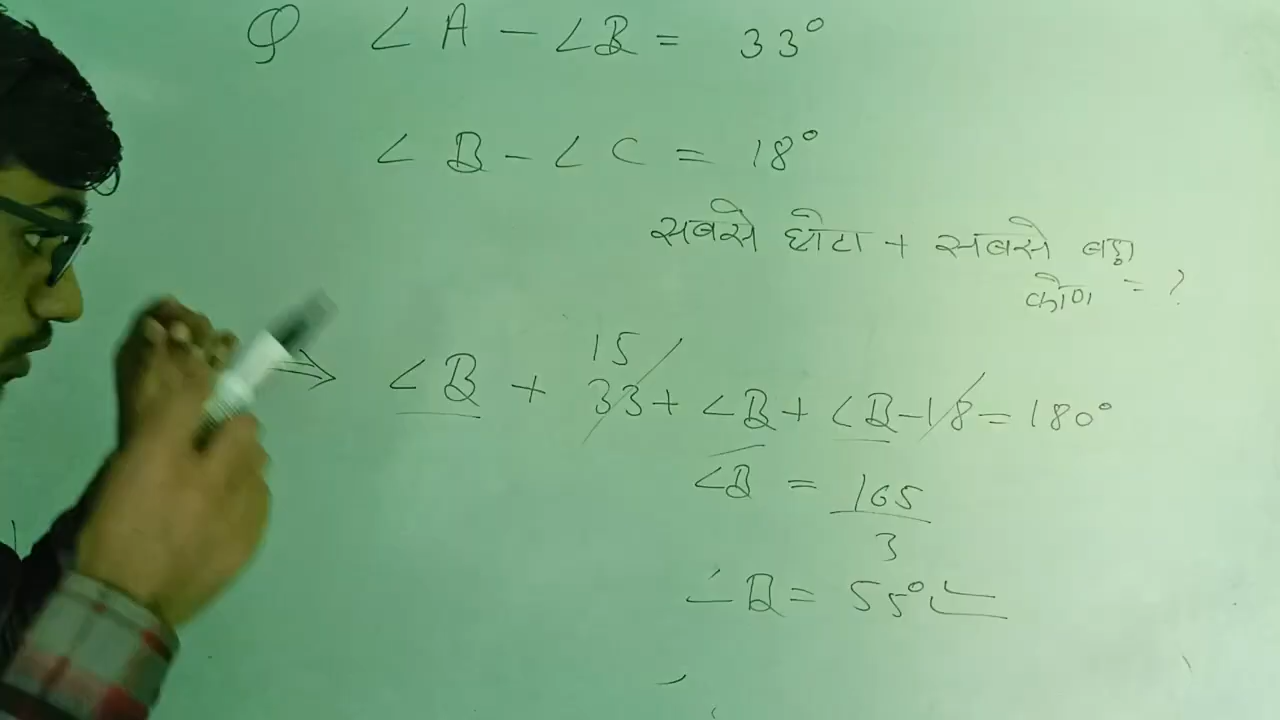 Q ∠A - ∠B = 33°
∠B - ∠C = 18°
सबसे छोटा + सबसे बड़ा
कोण = ?
15
⇒ ∠B + 33 + ∠B + ∠B - 18 = 180°
∠B = 165
3
∠B = 55°